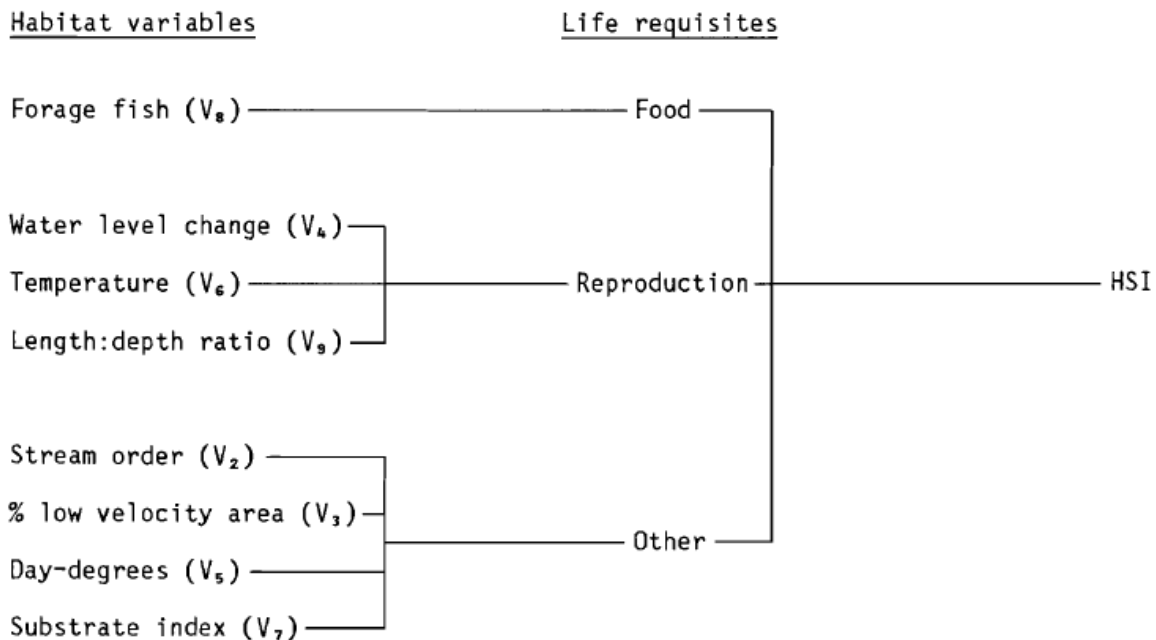 Habitat variables Life requisites
Forage fish (V₈) Food
Water level change (V₄)
Temperature (V₆) Reproduction HSI
Length:depth ratio (V₉)
Stream order (V₂)
% low velocity area (V₃)
Other
Day-degrees (V₅)
Substrate index (V₇)